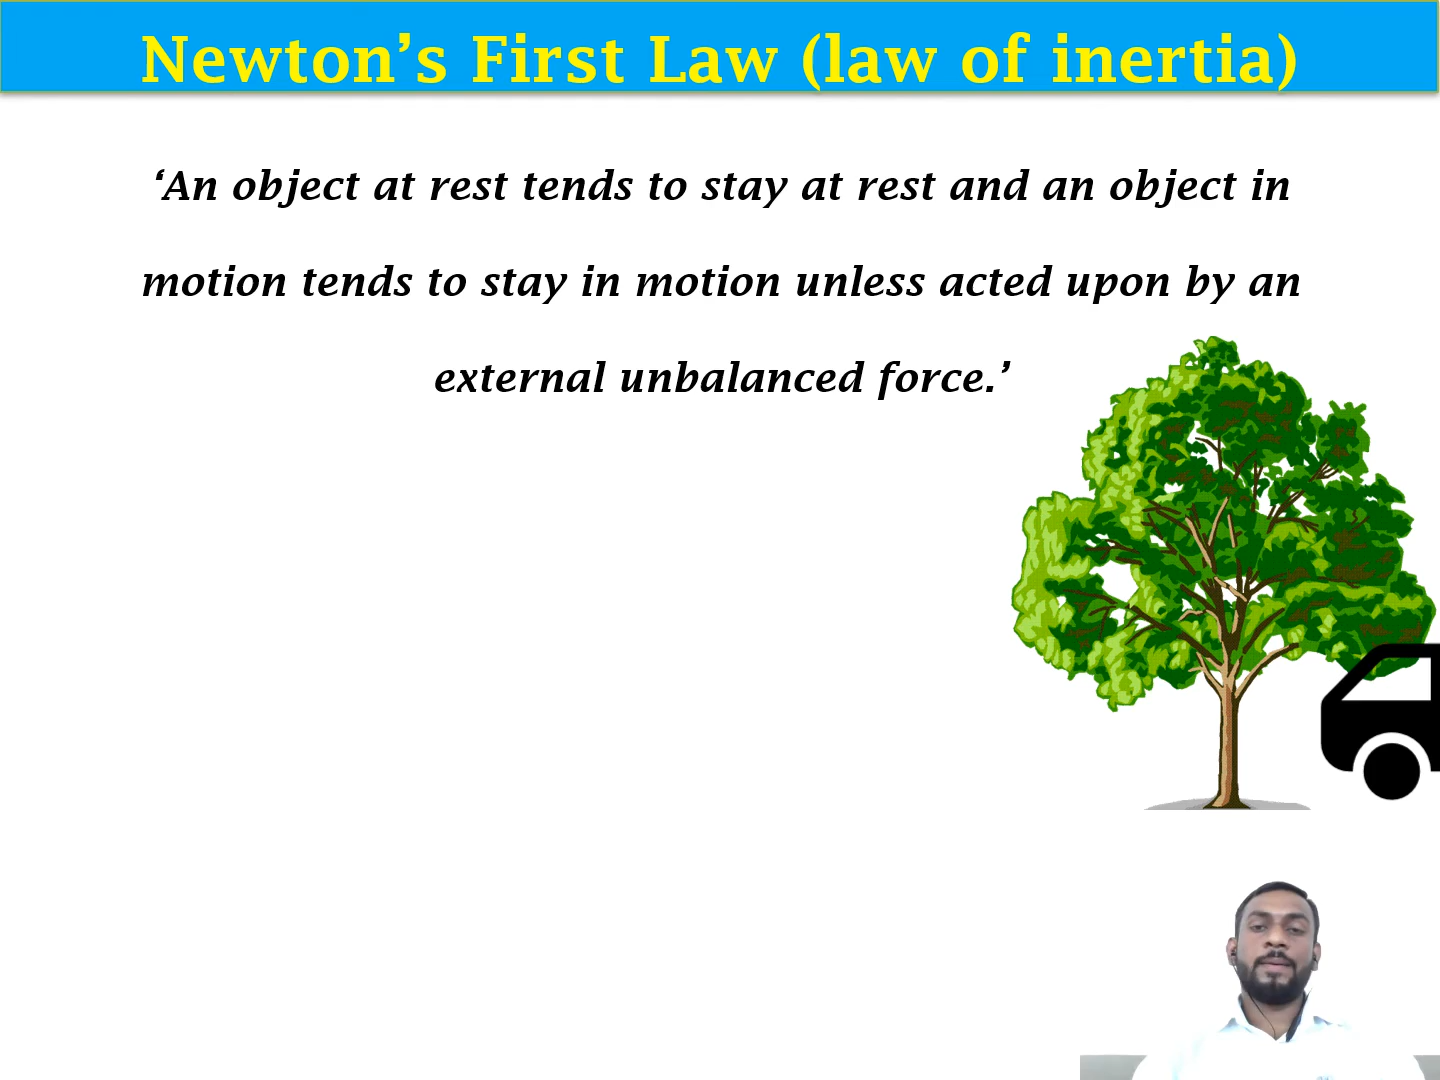 Newton’s First Law (law of inertia)
‘An object at rest tends to stay at rest and an object in
motion tends to stay in motion unless acted upon by an
external unbalanced force.’